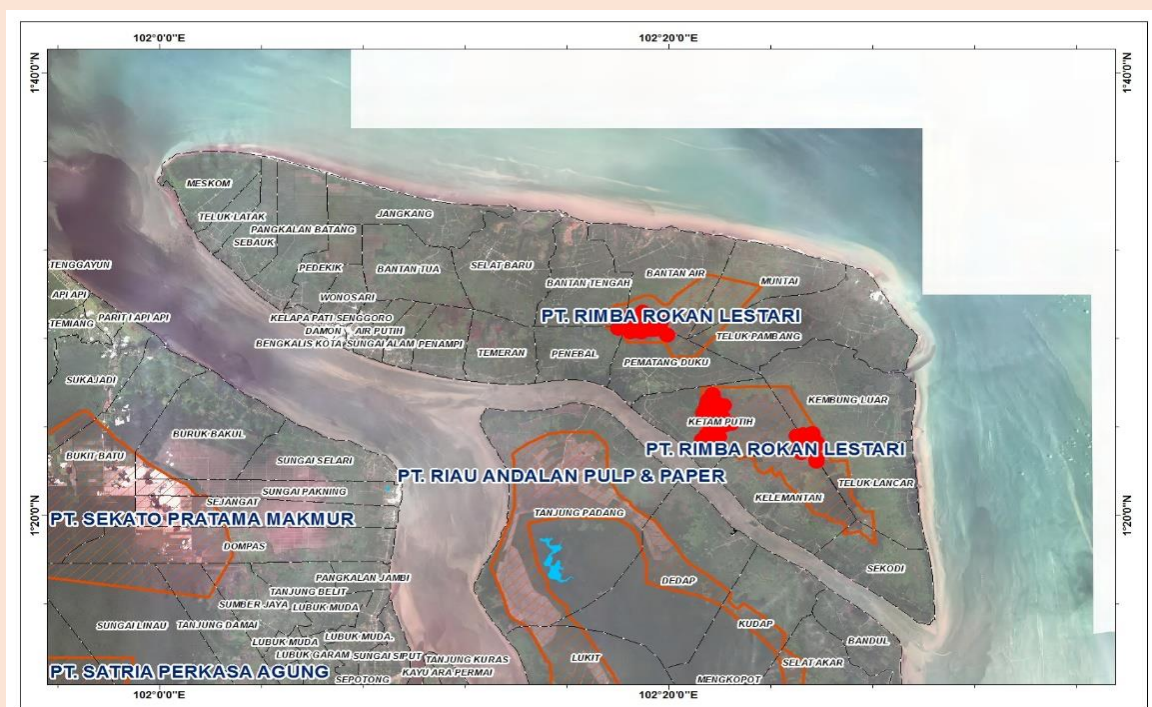 102°0'0"E
102°20'0"E
1°40'0"N
1°40'0"N
MESKOM
TELUK LATAK
JANGKANG
PANGKALAN BATANG
SEBAUK
TENGGAYUN
PEDEKIK
BANTAN TUA
SELAT BARU
BANTAN AIR
MUNTAI
BANTAN TENGAH
API API
WONOSARI
PARIT I API API
TEMIANG
KELAPA PATI SENGGORO
PT. RIMBA ROKAN LESTARI
DAMON
AIR PUTIH
TELUK PAMBANG
BENGKALIS KOTA
SUNGAI ALAM
PENAMPI
TEMERAN
PENEBAL
PEMATANG DUKU
SUKAJADI
KEMBUNG LUAR
KETAM PUTIH
BURUK BAKUL
PT. RIMBA ROKAN LESTARI
BUKIT BATU
SUNGAI SELARI
PT. RIAU ANDALAN PULP & PAPER
TELUK LANCAR
SUNGAI PAKNING
KELEMANTAN
SEJANGAT
1°20'0"N
TANJUNG PADANG
1°20'0"N
PT. SEKATO PRATAMA MAKMUR
DOMPAS
SEKODI
PANGKALAN JAMBI
DEDAP
TANJUNG BELIT
SUMBER JAYA
LUBUK MUDA
KUDAP
SUNGAI LINAU
TANJUNG DAMAI
LUBUK MUDA
LUBUK MUDA.
BANDUL
LUBUK GARAM
SUNGAI SIPUT
TANJUNG KURAS
LUKIT
SELAT AKAR
PT. SATRIA PERKASA AGUNG
KAYU ARA PERMAI
SEPOTONG
MENGKOPOT
102°0'0"E
102°20'0"E